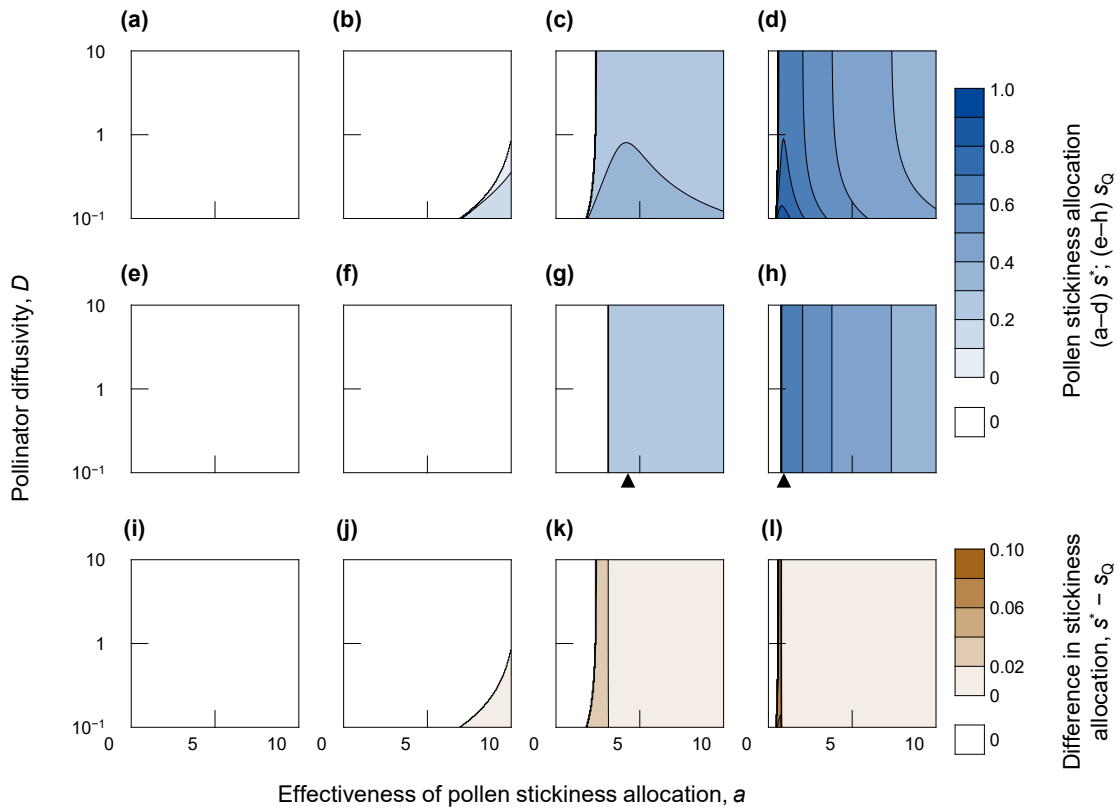 (a) (b) (c) (d)
10
1
10⁻¹
(e) (f) (g) (h)
10
1
10⁻¹
(i) (j) (k) (l)
10
1
10⁻¹
0 5 10 0 5 10 0 5 10 0 5 10
Pollinator diffusivity, D
Effectiveness of pollen stickiness allocation, a
1.0
0.8
0.6
0.4
0.2
0
0
Pollen stickiness allocation
(a–d) s*; (e–h) sQ
0.10
0.06
0.02
0
0
Difference in stickiness
allocation, s* – sQ